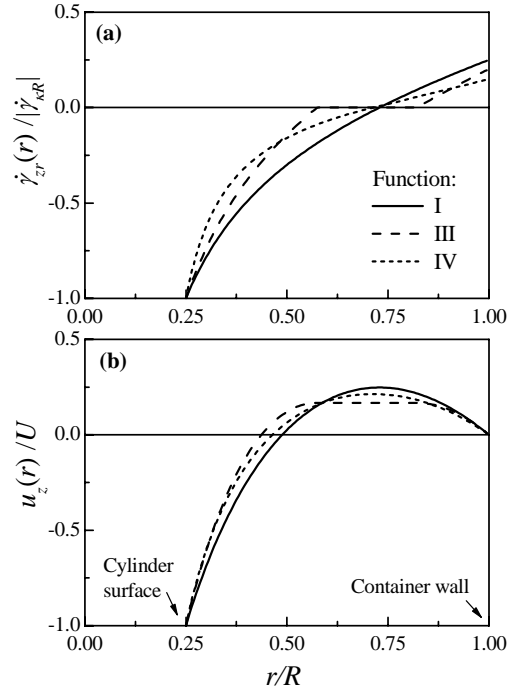 0.5
(a)
0.0
γ̇zr(r) / |γ̇κR|
Function:
I
-0.5
III
IV
-1.0
0.00 0.25 0.50 0.75 1.00
0.5
(b)
0.0
uz(r)/U
-0.5
Cylinder
surface
Container wall
-1.0
0.00 0.25 0.50 0.75 1.00
r/R